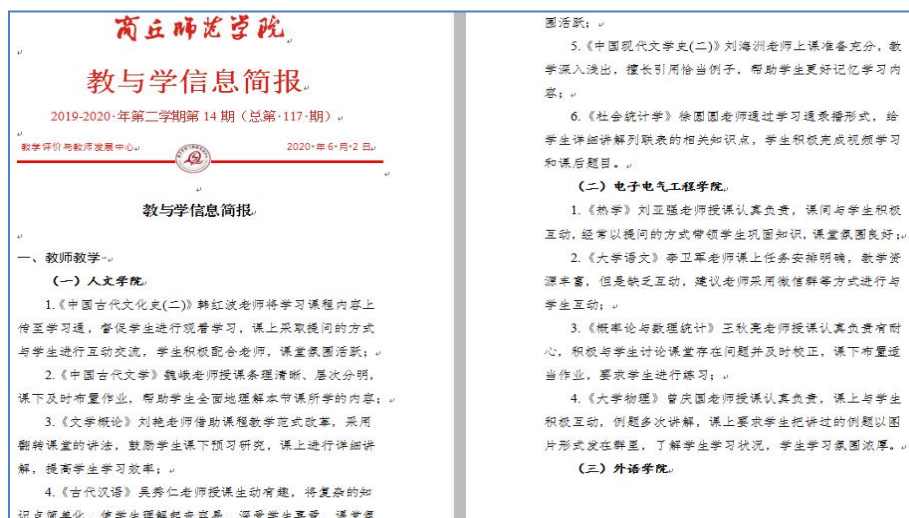 商丘师范学院
教与学信息简报
2019-2020·年第二学期第 14 期（总第·117·期）
教学评价与教师发展中心
2020·年 6·月·2 日
教与学信息简报
一、教师教学
（一）人文学院
1.《中国古代文化史(二)》韩红波老师将学习课程内容上
传至学习通，督促学生进行观看学习，课上采取提问的方式
与学生进行互动交流，学生积极配合老师，课堂氛围活跃；
2.《中国古代文学》魏峨老师授课条理清晰、层次分明，
课下及时布置作业，帮助学生全面地理解本节课所学的内容；
3.《文学概论》刘艳老师借助课程教学范式改革，采用
翻转课堂的讲法，鼓励学生课下预习研究，课上进行详细讲
解，提高学生学习效率；
4.《古代汉语》吴秀仁老师授课生动有趣，将复杂的知
识点简单化，使学生理解起来容易，深受学生喜爱，课堂氛
围活跃；
5.《中国现代文学史(二)》刘海洲老师上课准备充分，教
学深入浅出，擅长引用恰当例子，帮助学生更好记忆学习内
容；
6.《社会统计学》徐圆圆老师通过学习通录播形式，给
学生详细讲解列联表的相关知识点，学生积极完成视频学习
和课后题目。
（二）电子电气工程学院
1.《热学》刘亚强老师授课认真负责，课间与学生积极
互动，经常以提问的方式带领学生巩固知识，课堂氛围良好；
2.《大学语文》李卫军老师课上任务安排明确，教学资
源丰富，但是缺乏互动，建议老师采用微信群等方式进行与
学生互动；
3.《概率论与数理统计》王秋亮老师授课认真负责有耐
心，积极与学生讨论课堂存在问题并及时校正，课下布置适
当作业，要求学生进行练习；
4.《大学物理》曾庆国老师授课认真负责，课上与学生
积极互动，例题多次讲解，课上要求学生把讲过的例题以图
片形式发在群里，了解学生学习状况，学生学习氛围浓厚。
（三）外语学院